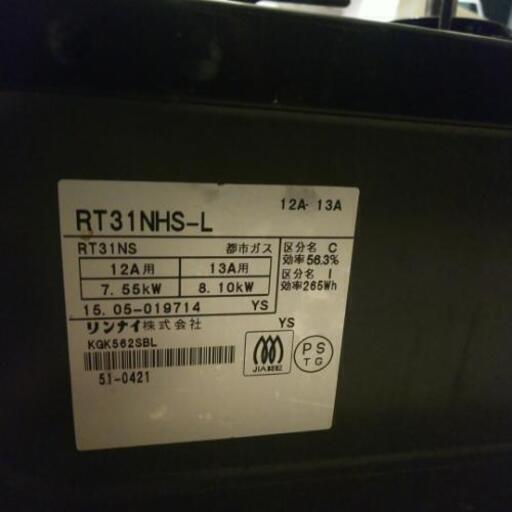 12A・13A
RT31NHS-L
RT31NS 都市ガス
12A用 13A用
7.55kW 8.10kW
区分名 C
効率56.3%
区分名 I
効率265Wh
15.05-019714 YS
リンナイ株式会社 YS
KGK562SBL
51-0421
JIA
PS
TG